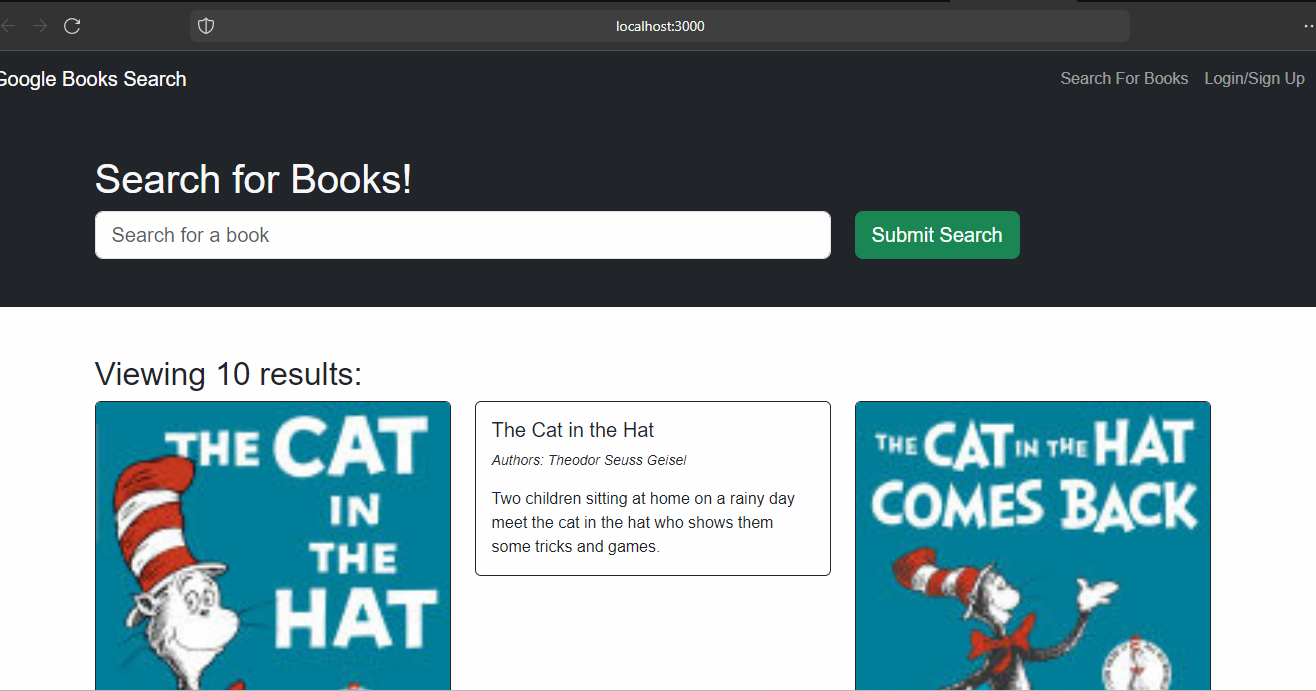 localhost:3000
Google Books Search
Search For Books
Login/Sign Up
Search for Books!
Search for a book
Submit Search
Viewing 10 results:
THE CAT
IN
THE
HAT
The Cat in the Hat
Authors: Theodor Seuss Geisel
Two children sitting at home on a rainy day
meet the cat in the hat who shows them
some tricks and games.
THE CAT IN THE HAT
COMES BACK